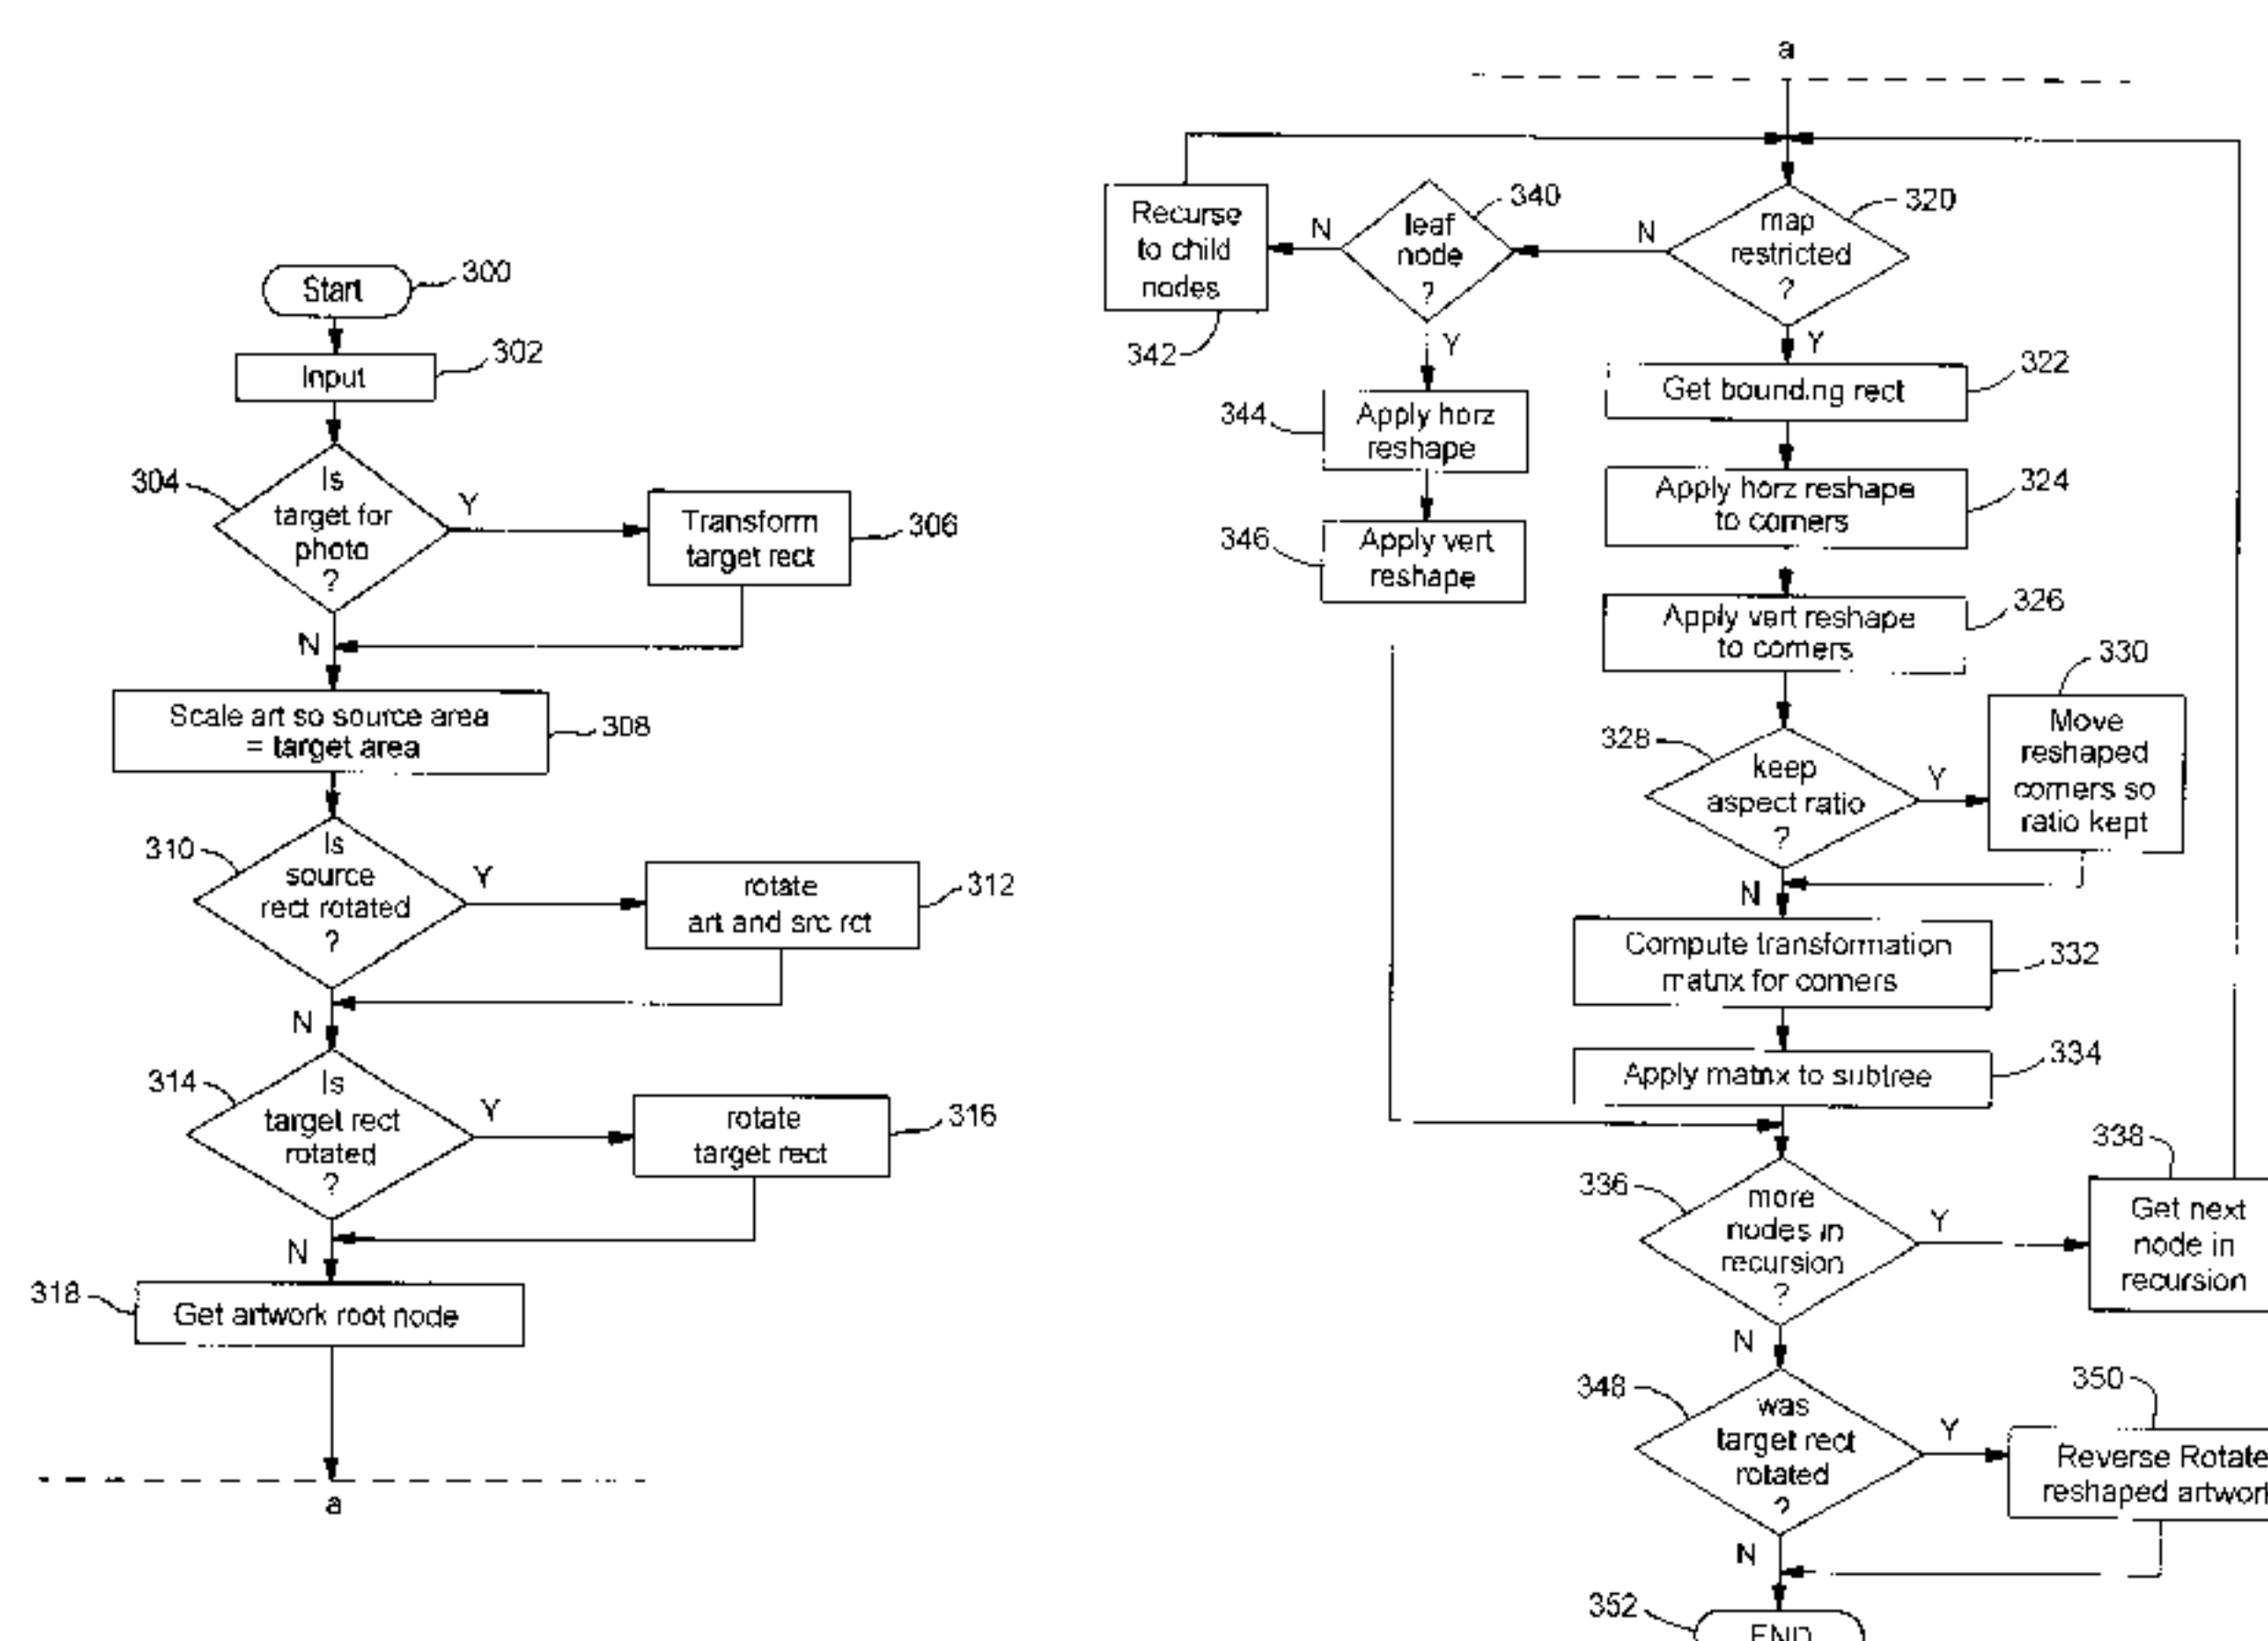 Start
300
Input
302
304
Is
target for
photo
?
Y
Transform
target rect
306
N
Scale art so source area
= target area
308
310
Is
source
rect rotated
?
Y
rotate
art and src rct
312
N
314
Is
target rect
rotated
?
Y
rotate
target rect
316
N
318
Get artwork root node
a
a
320
map
restricted
?
N
340
leaf
node
?
N
Recurse
to child
nodes
342
Y
344
Apply horz
reshape
346
Apply vert
reshape
Y
322
Get bounding rect
324
Apply horz reshape
to corners
326
Apply vert reshape
to corners
328
keep
aspect ratio
?
Y
330
Move
reshaped
corners so
ratio kept
N
Compute transformation
matrix for corners
332
334
Apply matrix to subtree
336
more
nodes in
recursion
?
Y
338
Get next
node in
recursion
N
348
was
target rect
rotated
?
Y
350
Reverse Rotate
reshaped artwork
N
352
END